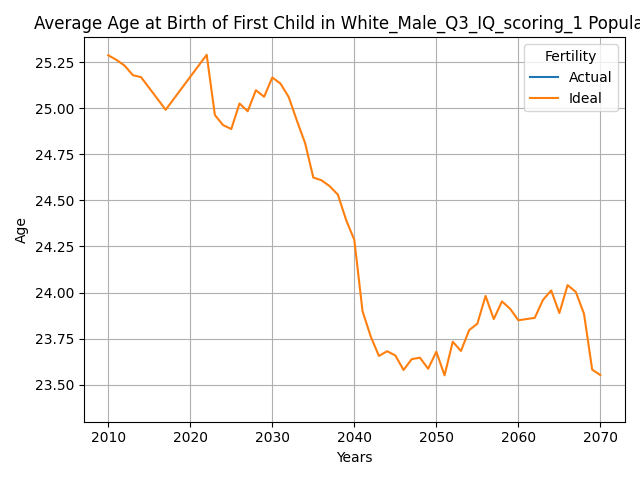 Average Age at Birth of First Child in White_Male_Q3_IQ_scoring_1 Popula
Fertility
Actual
Ideal
25.25
25.00
24.75
24.50
24.25
24.00
23.75
23.50
Age
2010 2020 2030 2040 2050 2060 2070
Years